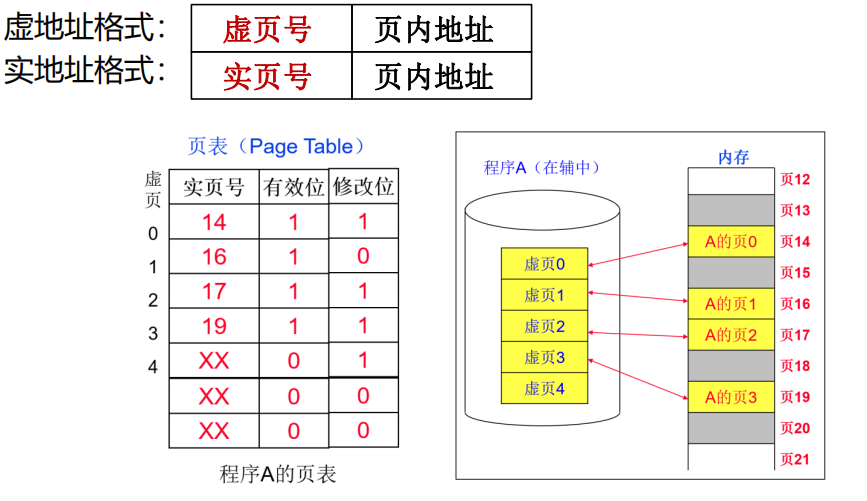 虚地址格式： 虚页号 页内地址
实地址格式： 实页号 页内地址
页表（Page Table）
虚页 实页号 有效位 修改位
0 14 1 1
1 16 1 0
2 17 1 1
3 19 1 1
4 XX 0 1
XX 0 0
XX 0 0
程序A的页表
程序A（在辅中）
虚页0
虚页1
虚页2
虚页3
虚页4
内存
页12
页13
A的页0 页14
页15
A的页1 页16
A的页2 页17
页18
A的页3 页19
页20
页21